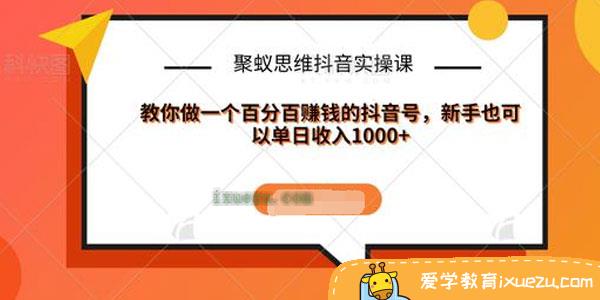 聚蚁思维抖音实操课
教你做一个百分百赚钱的抖音号，新手也可
以单日收入1000+
ixuezu.com
爱学教育ixuezu.com